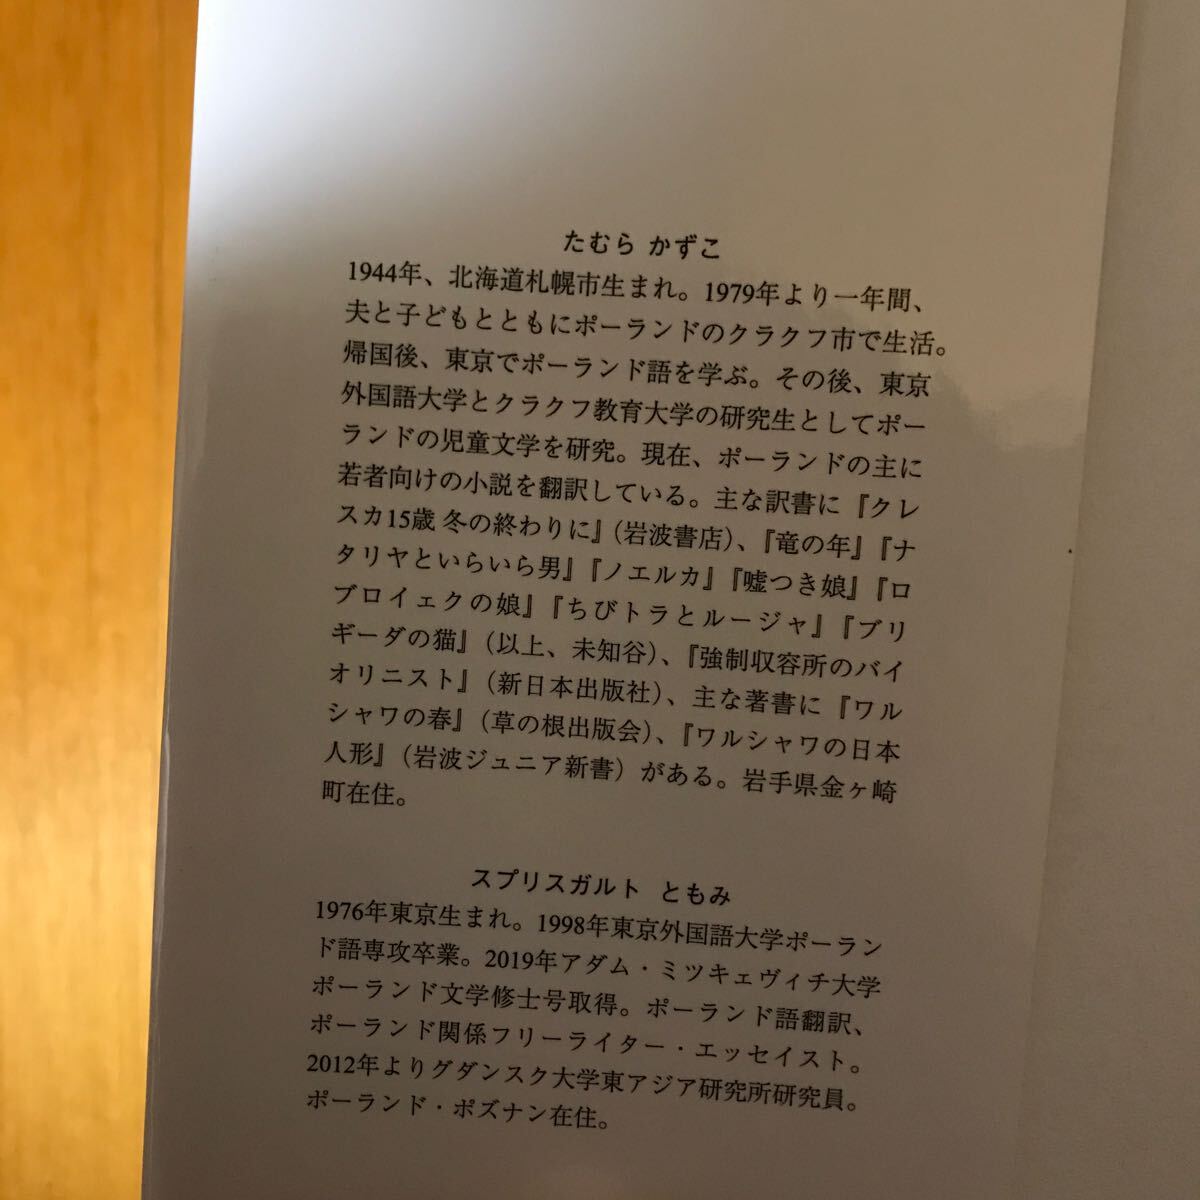 たむら かずこ
1944年、北海道札幌市生まれ。1979年より一年間、
夫と子どもとともにポーランドのクラクフ市で生活。
帰国後、東京でポーランド語を学ぶ。その後、東京
外国語大学とクラクフ教育大学の研究生としてポー
ランドの児童文学を研究。現在、ポーランドの主に
若者向けの小説を翻訳している。主な訳書に『クレ
スカ15歳 冬の終わりに』（岩波書店）、『竜の年』『ナ
タリヤといらいら男』『ノエルカ』『嘘つき娘』『ロ
ブロイェクの娘』『ちびトラとルージャ』『ブリ
ギーダの猫』（以上、未知谷）、『強制収容所のバイ
オリニスト』（新日本出版社）、主な著書に『ワル
シャワの春』（草の根出版会）、『ワルシャワの日本
人形』（岩波ジュニア新書）がある。岩手県金ヶ崎
町在住。
スプリスガルト ともみ
1976年東京生まれ。1998年東京外国語大学ポーラン
ド語専攻卒業。2019年アダム・ミツキェヴィチ大学
ポーランド文学修士号取得。ポーランド語翻訳、
ポーランド関係フリーライター・エッセイスト。
2012年よりグダンスク大学東アジア研究所研究員。
ポーランド・ポズナン在住。